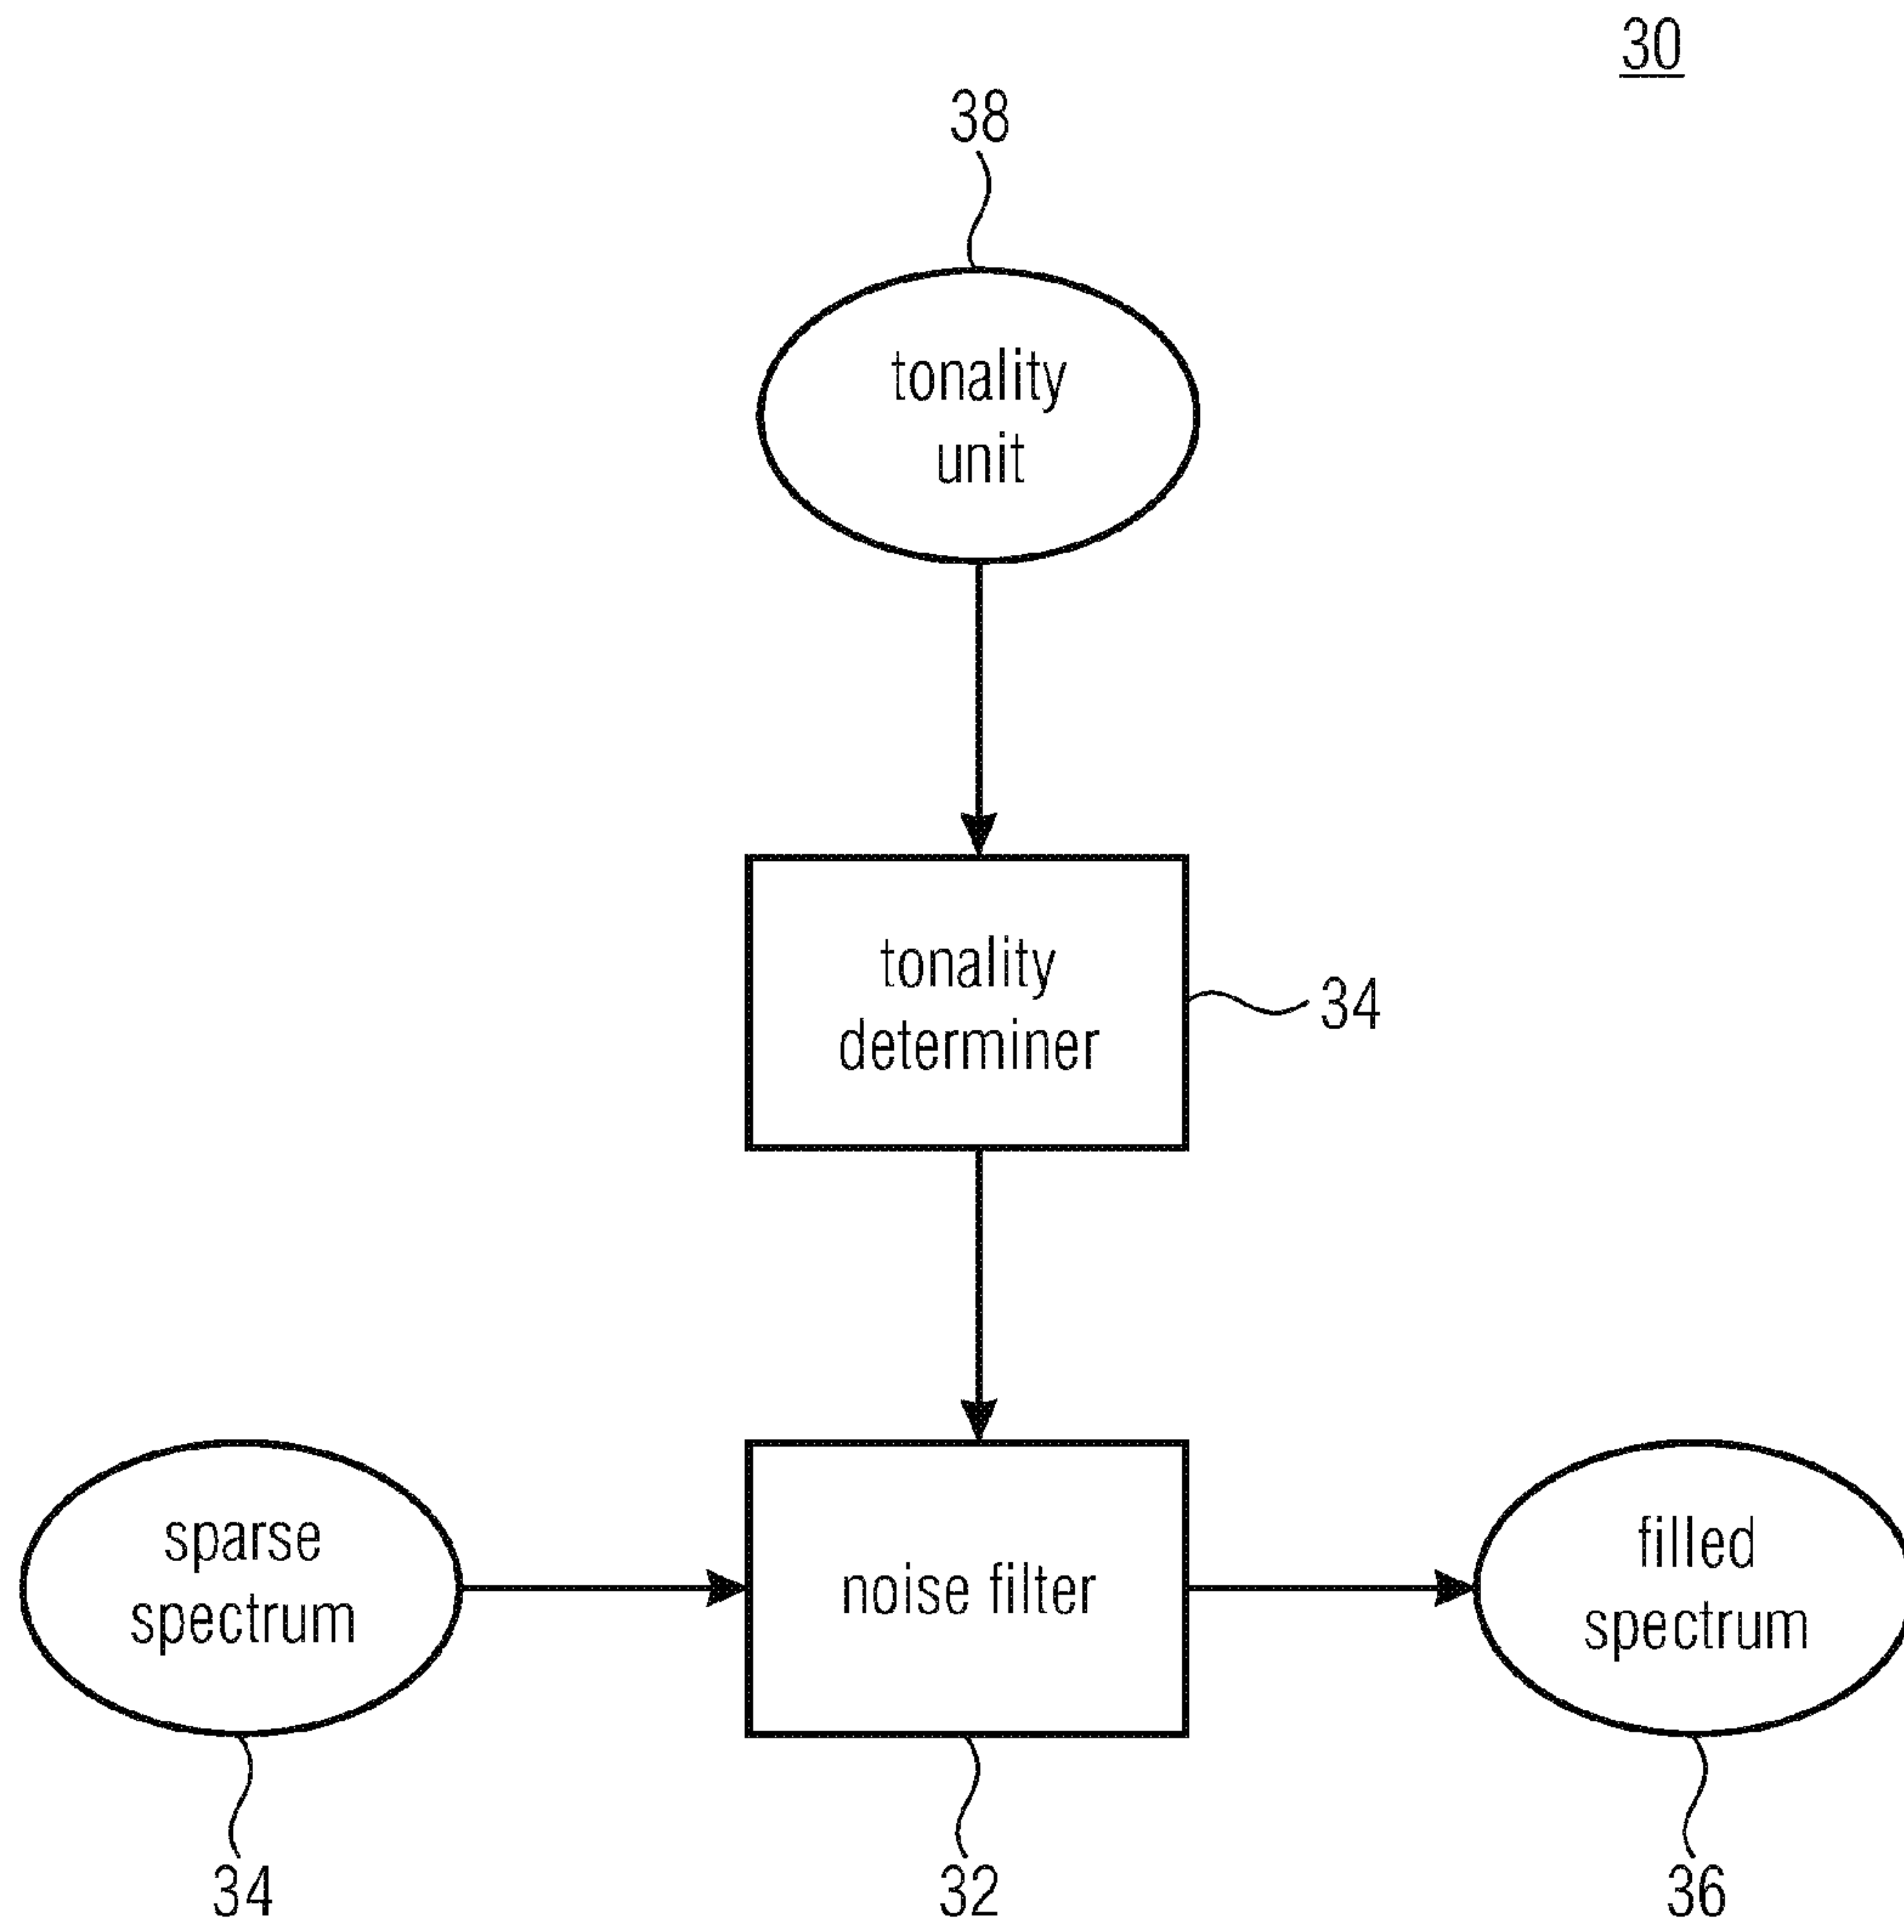 30
38
tonality
unit
tonality
determiner
34
sparse
spectrum
noise filter
filled
spectrum
34
32
36